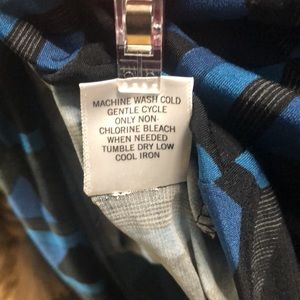 MACHINE WASH COLD
GENTLE CYCLE
ONLY NON-
CHLORINE BLEACH
WHEN NEEDED
TUMBLE DRY LOW
COOL IRON